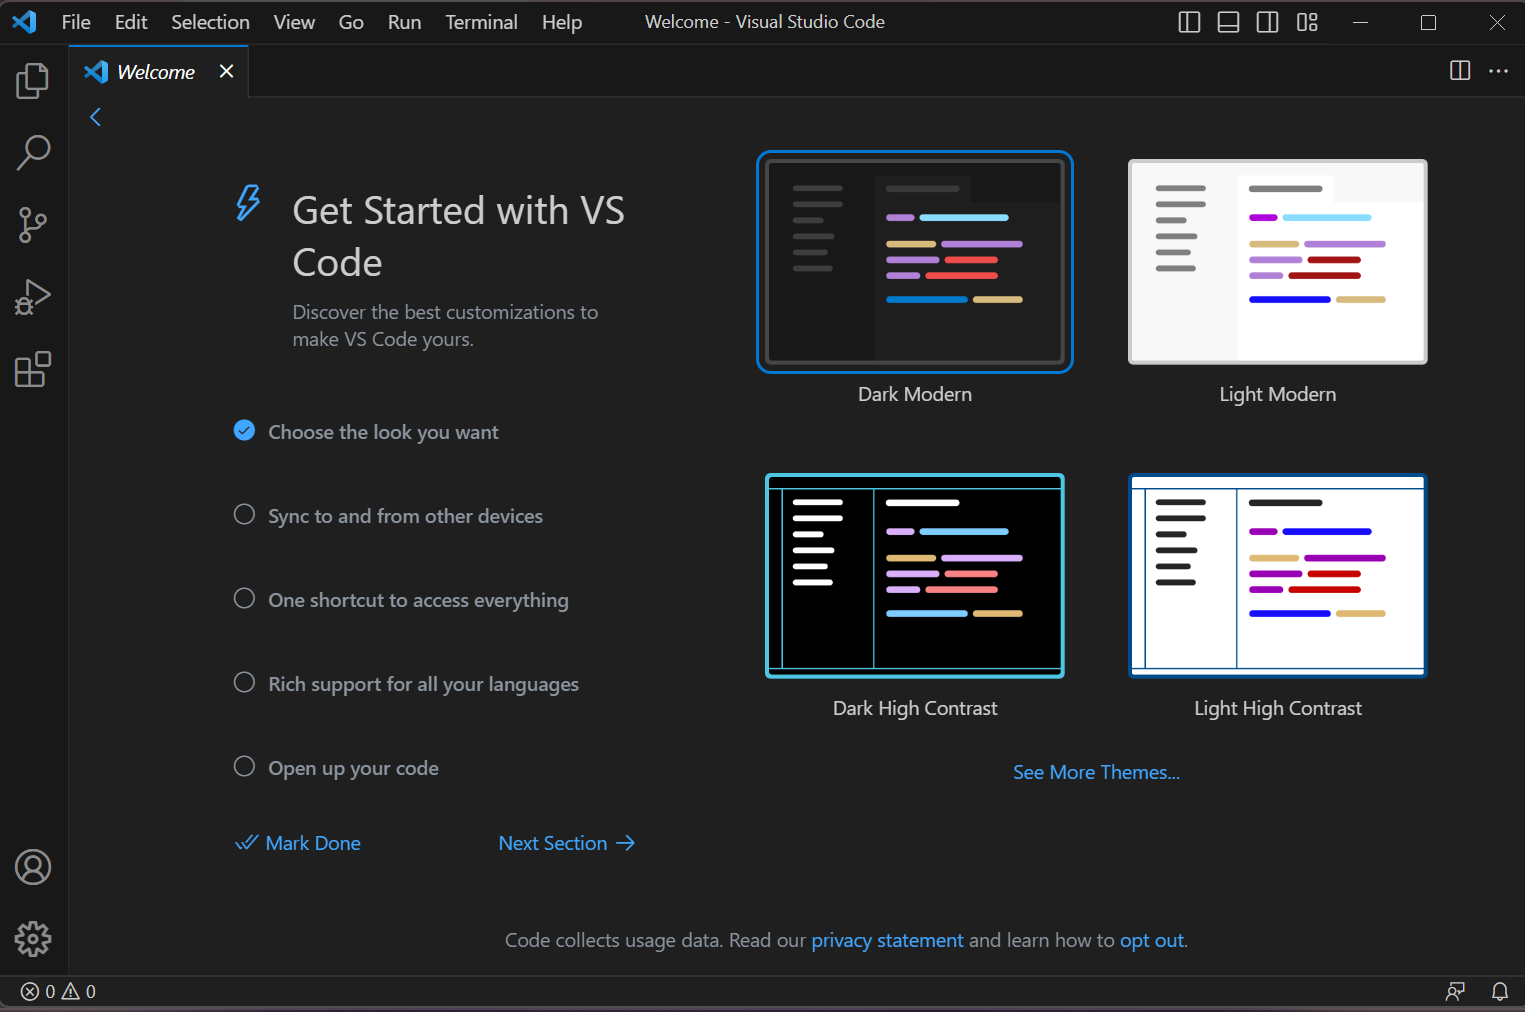 File Edit Selection View Go Run Terminal Help Welcome - Visual Studio Code
Welcome
Get Started with VS
Code
Discover the best customizations to
make VS Code yours.
Choose the look you want
Sync to and from other devices
One shortcut to access everything
Rich support for all your languages
Open up your code
Mark Done Next Section
Dark Modern Light Modern
Dark High Contrast Light High Contrast
See More Themes...
Code collects usage data. Read our privacy statement and learn how to opt out.
0 0